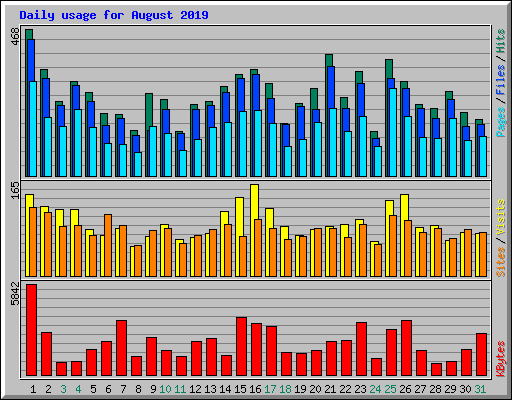 Daily usage for August 2019
468
Pages / Files / Hits
165
Sites / Visits
5842
KBytes
1 2 3 4 5 6 7 8 9 10 11 12 13 14 15 16 17 18 19 20 21 22 23 24 25 26 27 28 29 30 31